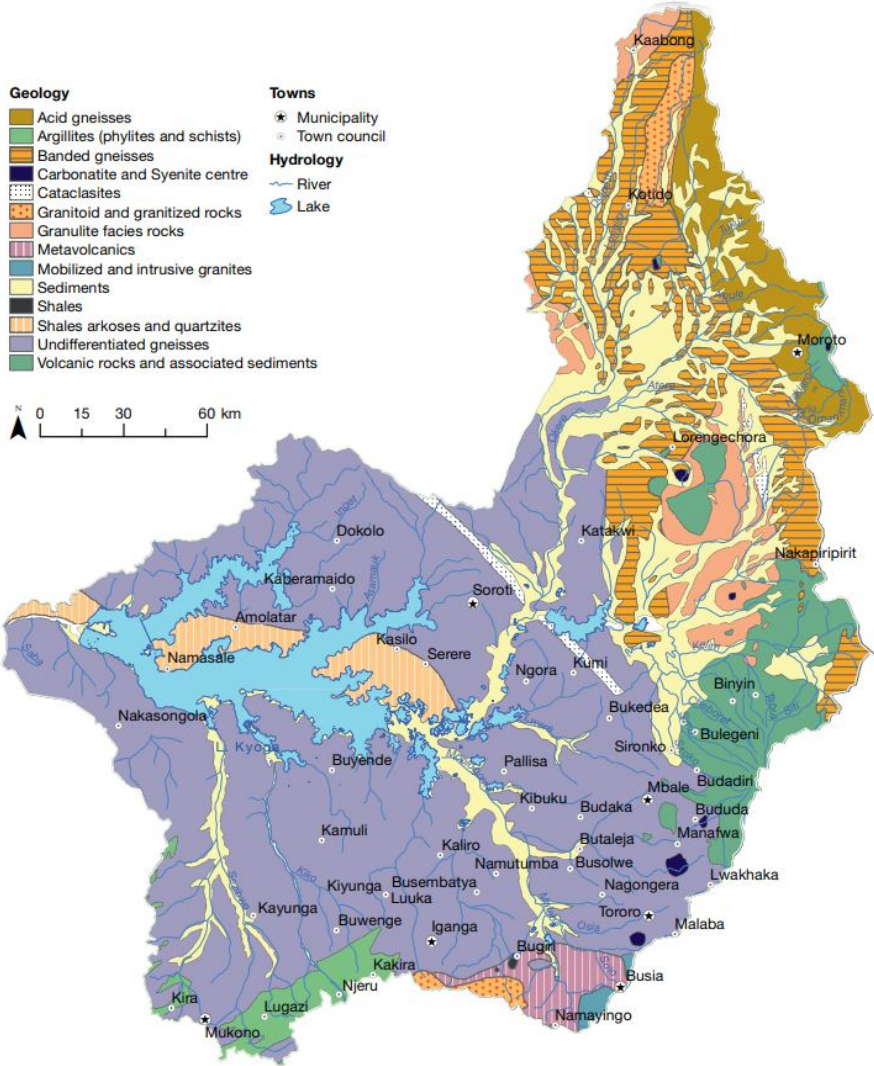 Geology
Acid gneisses
Argillites (phylites and schists)
Banded gneisses
Carbonatite and Syenite centre
Cataclasites
Granitoid and granitized rocks
Granulite facies rocks
Metavolcanics
Mobilized and intrusive granites
Sediments
Shales
Shales arkoses and quartzites
Undifferentiated gneisses
Volcanic rocks and associated sediments
Towns
Municipality
Town council
Hydrology
River
Lake
N
0 15 30 60 km
Kaabong
Kotido
Moroto
Lorengechora
Nakapiripirit
Dokolo
Katakwi
Kaberamaido
Soroti
Amolatar
Kasilo
Serere
Namasale
Ngora
Kumi
Binyin
Nakasongola
Bukedea
Bulegeni
Sironko
L. Kyoga
Buyende
Pallisa
Budadiri
Mbale
Kibuku
Budaka
Bududa
Kamuli
Butaleja
Manafwa
Kaliro
Namutumba
Busolwe
Kiyunga
Busembatya
Luuka
Nagongera
Lwakhaka
Kayunga
Buwenge
Iganga
Tororo
Malaba
Osia
Bugiri
Kakira
Busia
Kira
Njeru
Lugazi
Mukono
Namayingo
Okere
Atere
Asamauk
Kelim